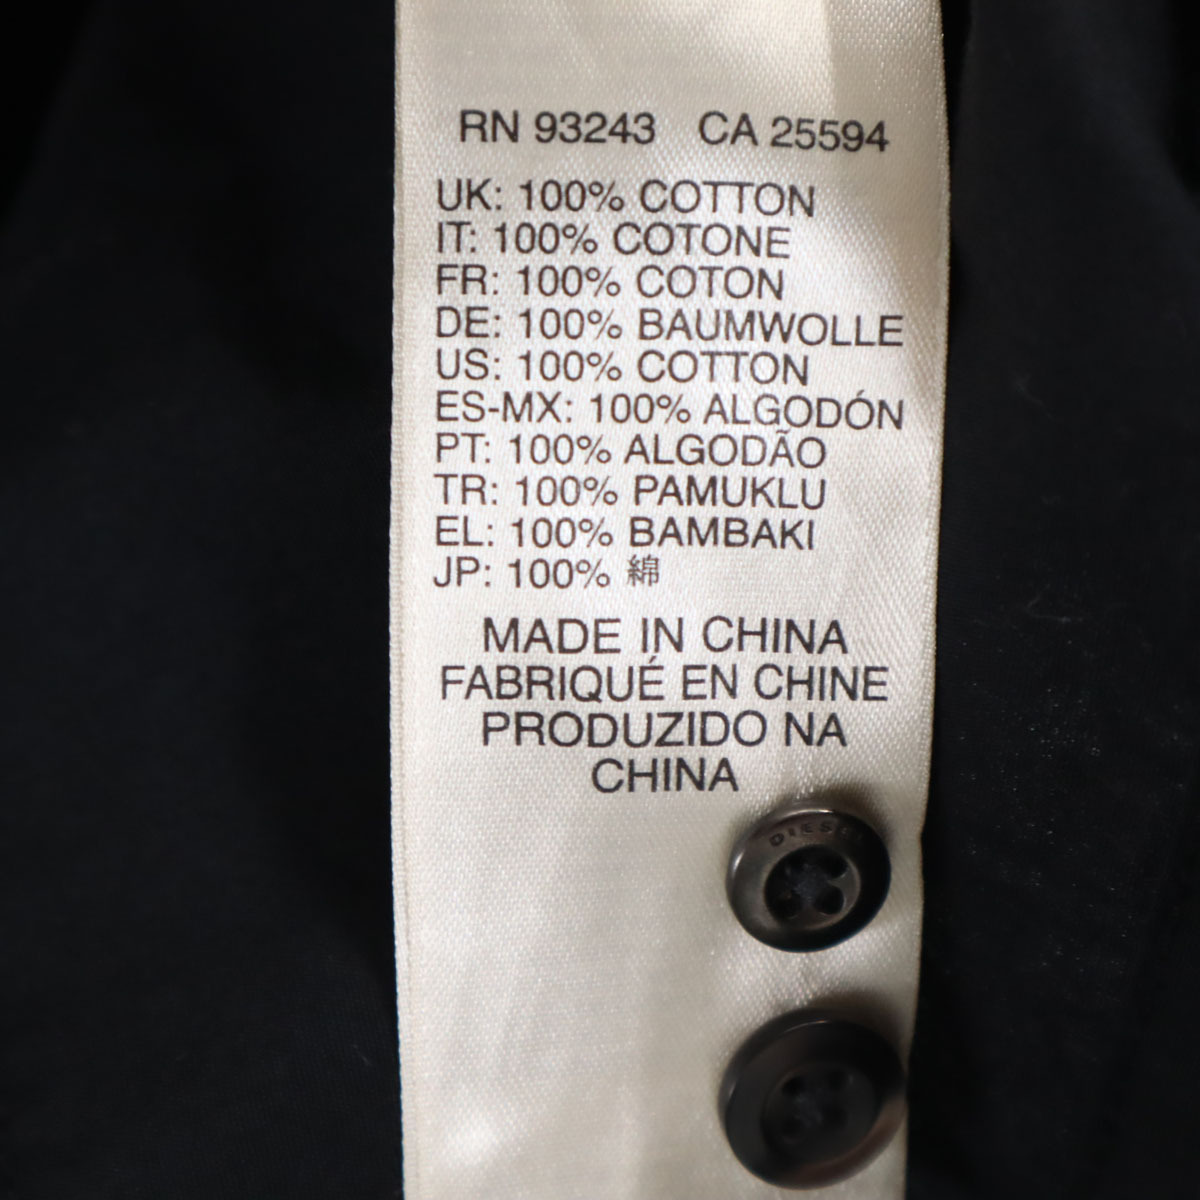 RN 93243 CA 25594
UK: 100% COTTON
IT: 100% COTONE
FR: 100% COTON
DE: 100% BAUMWOLLE
US: 100% COTTON
ES-MX: 100% ALGODÓN
PT: 100% ALGODÃO
TR: 100% PAMUKLU
EL: 100% BAMBAKI
JP: 100% 綿
MADE IN CHINA
FABRIQUÉ EN CHINE
PRODUZIDO NA
CHINA
DIESEL